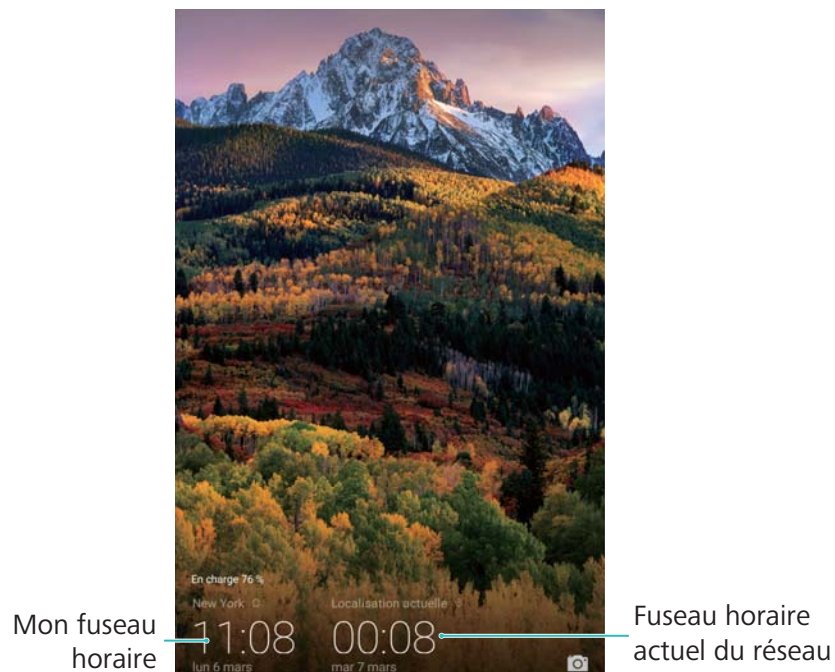 En charge 76 %
New York
Localisation actuelle
11:08
00:08
lun 6 mars
mar 7 mars
Mon fuseau
horaire
Fuseau horaire
actuel du réseau